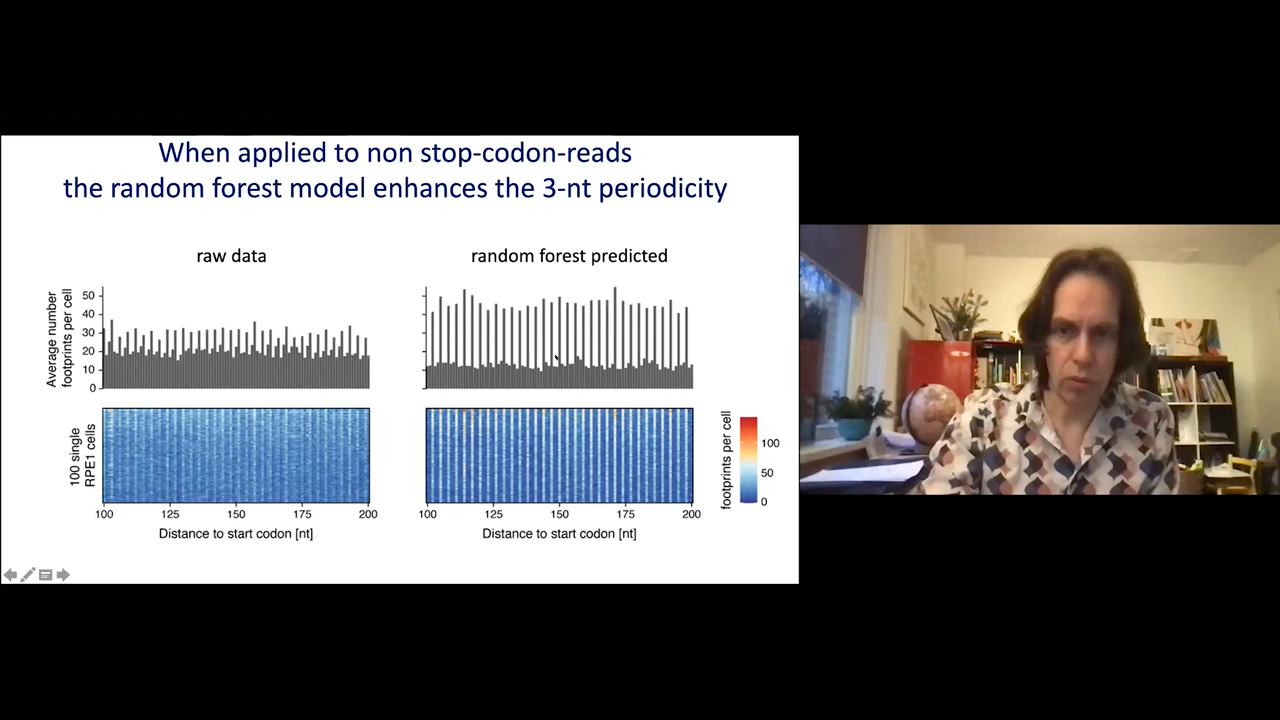 When applied to non stop-codon-reads
the random forest model enhances the 3-nt periodicity
raw data
random forest predicted
Average number
footprints per cell
50
40
30
20
10
0
100 single
RPE1 cells
footprints per cell
100
50
0
100 125 150 175 200
100 125 150 175 200
Distance to start codon [nt]
Distance to start codon [nt]